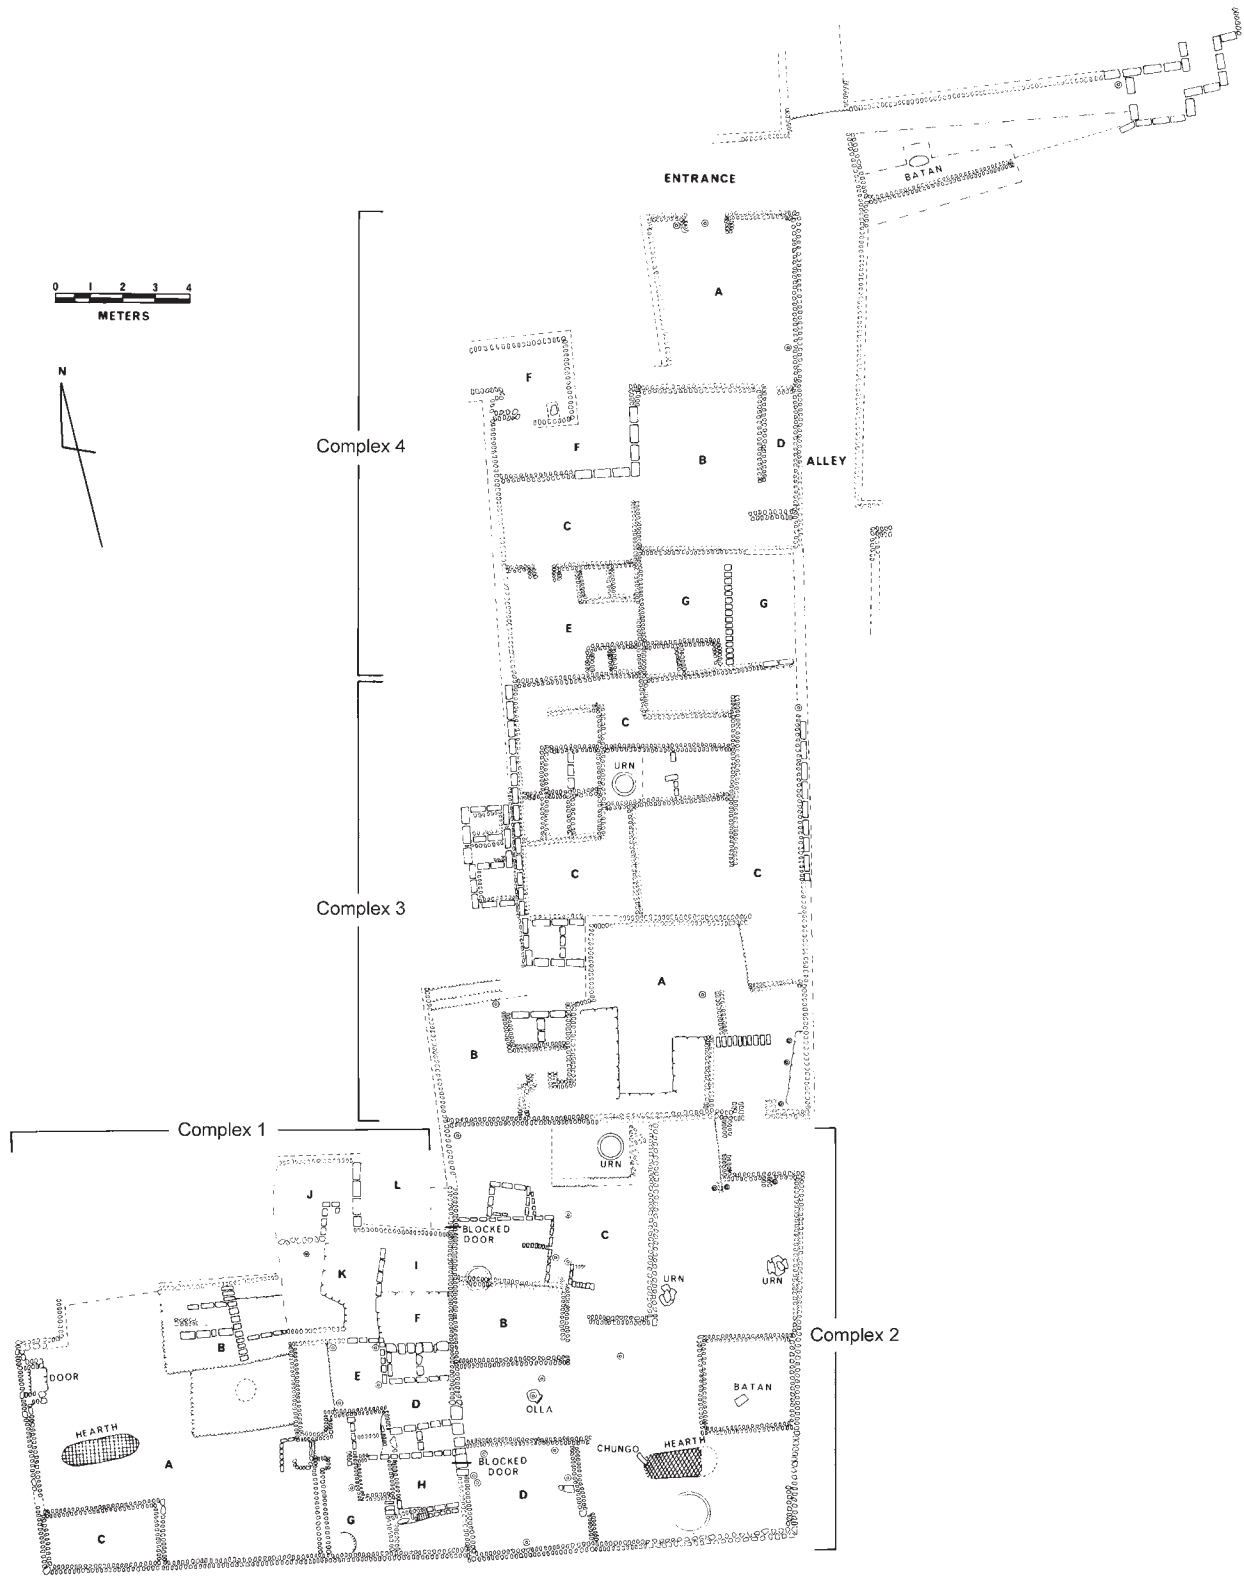 ENTRANCE
BATAN
A
0 1 2 3 4
METERS
N
F
Complex 4
F
B
D
ALLEY
C
G
G
E
C
URN
C
C
Complex 3
A
B
Complex 1
URN
J
L
BLOCKED
DOOR
C
K
I
URN
URN
F
B
Complex 2
B
DOOR
E
BATAN
D
OLLA
HEARTH
CHUNGO
HEARTH
A
BLOCKED
DOOR
H
D
G
C